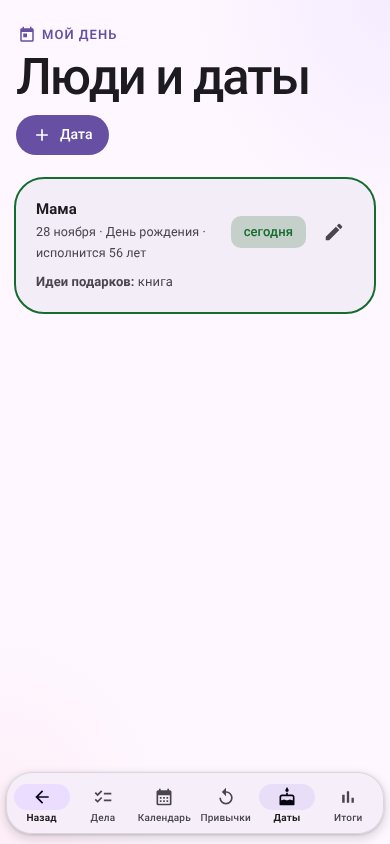 МОЙ ДЕНЬ
Люди и даты
Дата
Мама
28 ноября · День рождения ·
исполнится 56 лет
сегодня
Идеи подарков: книга
Назад
Дела
Календарь
Привычки
Даты
Итоги